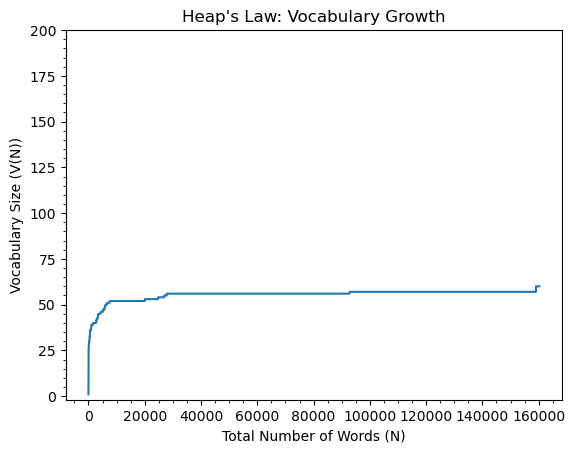 Heap's Law: Vocabulary Growth
Vocabulary Size (V(N))
200
175
150
125
100
75
50
25
0
0 20000 40000 60000 80000 100000 120000 140000 160000
Total Number of Words (N)